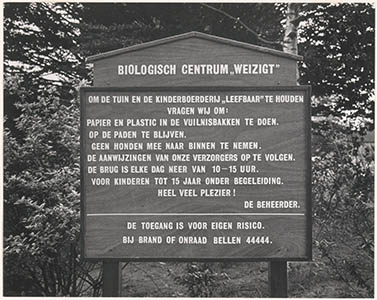 BIOLOGISCH CENTRUM „WEIZIGT"
OM DE TUIN EN DE KINDERBOERDERIJ „LEEFBAAR" TE HOUDEN
VRAGEN WIJ OM:
PAPIER EN PLASTIC IN DE VUILNISBAKKEN TE DOEN.
OP DE PADEN TE BLIJVEN.
GEEN HONDEN MEE NAAR BINNEN TE NEMEN.
DE AANWIJZINGEN VAN ONZE VERZORGERS OP TE VOLGEN.
DE BRUG IS ELKE DAG NEER VAN 10-15 UUR.
VOOR KINDEREN TOT 15 JAAR ONDER BEGELEIDING.
HEEL VEEL PLEZIER!
DE BEHEERDER.
DE TOEGANG IS VOOR EIGEN RISICO.
BIJ BRAND OF ONRAAD BELLEN 44444.